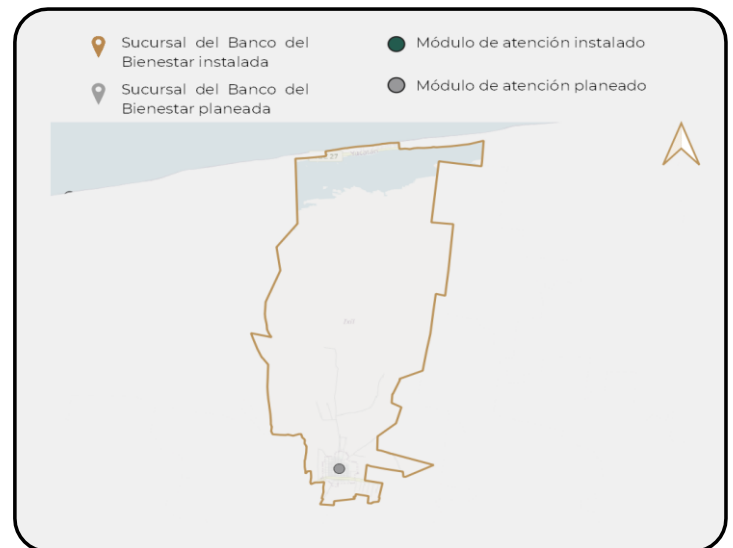 Sucursal del Banco del
Bienestar instalada
Sucursal del Banco del
Bienestar planeada
Módulo de atención instalado
Módulo de atención planeado
27